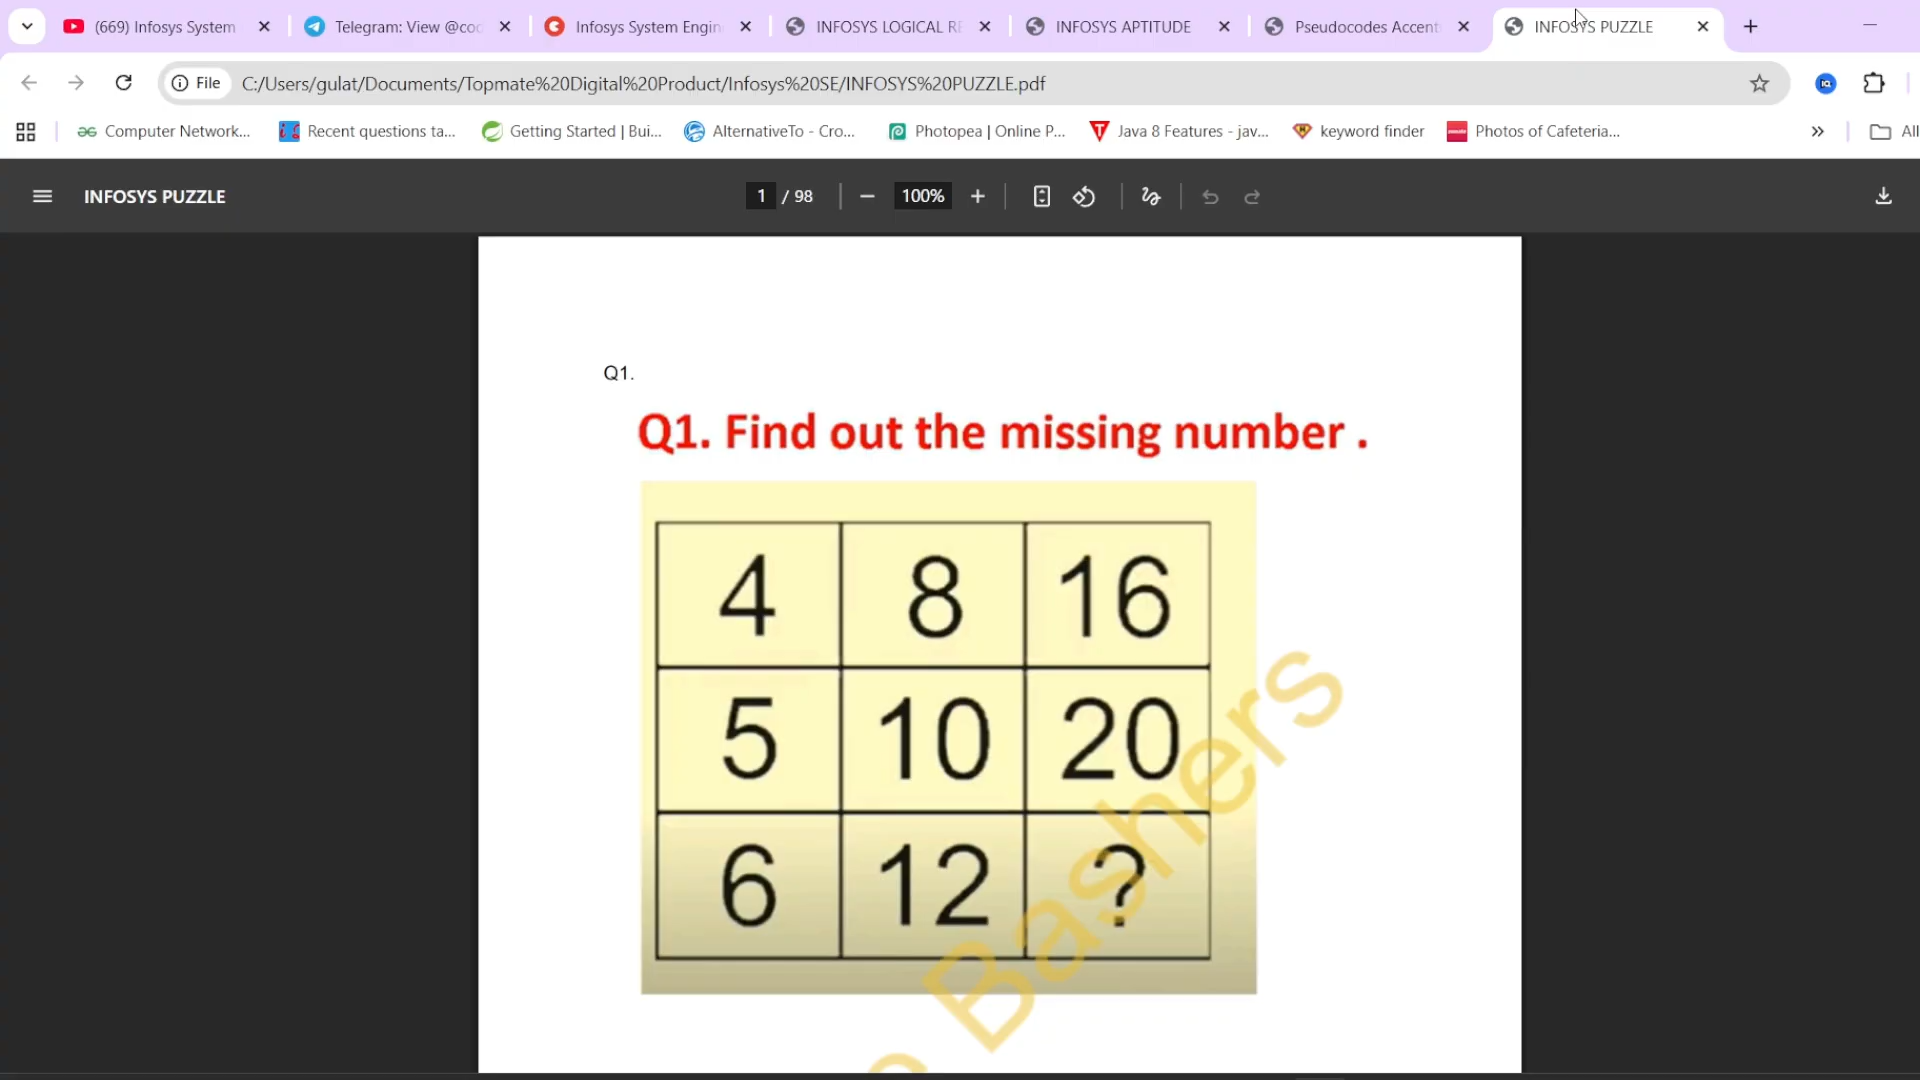 (669) Infosys System
Telegram: View @coc
Infosys System Engin
INFOSYS LOGICAL RE
INFOSYS APTITUDE
Pseudocodes Accent
INFOSYS PUZZLE
File
C:/Users/gulat/Documents/Topmate%20Digital%20Product/Infosys%20SE/INFOSYS%20PUZZLE.pdf
Computer Network...
Recent questions ta...
Getting Started | Bui...
AlternativeTo - Cro...
Photopea | Online P...
Java 8 Features - jav...
keyword finder
Photos of Cafeteria...
All
INFOSYS PUZZLE
1 / 98
100%
Q1.
Q1. Find out the missing number .
4 8 16
5 10 20
6 12 ?
Bashers